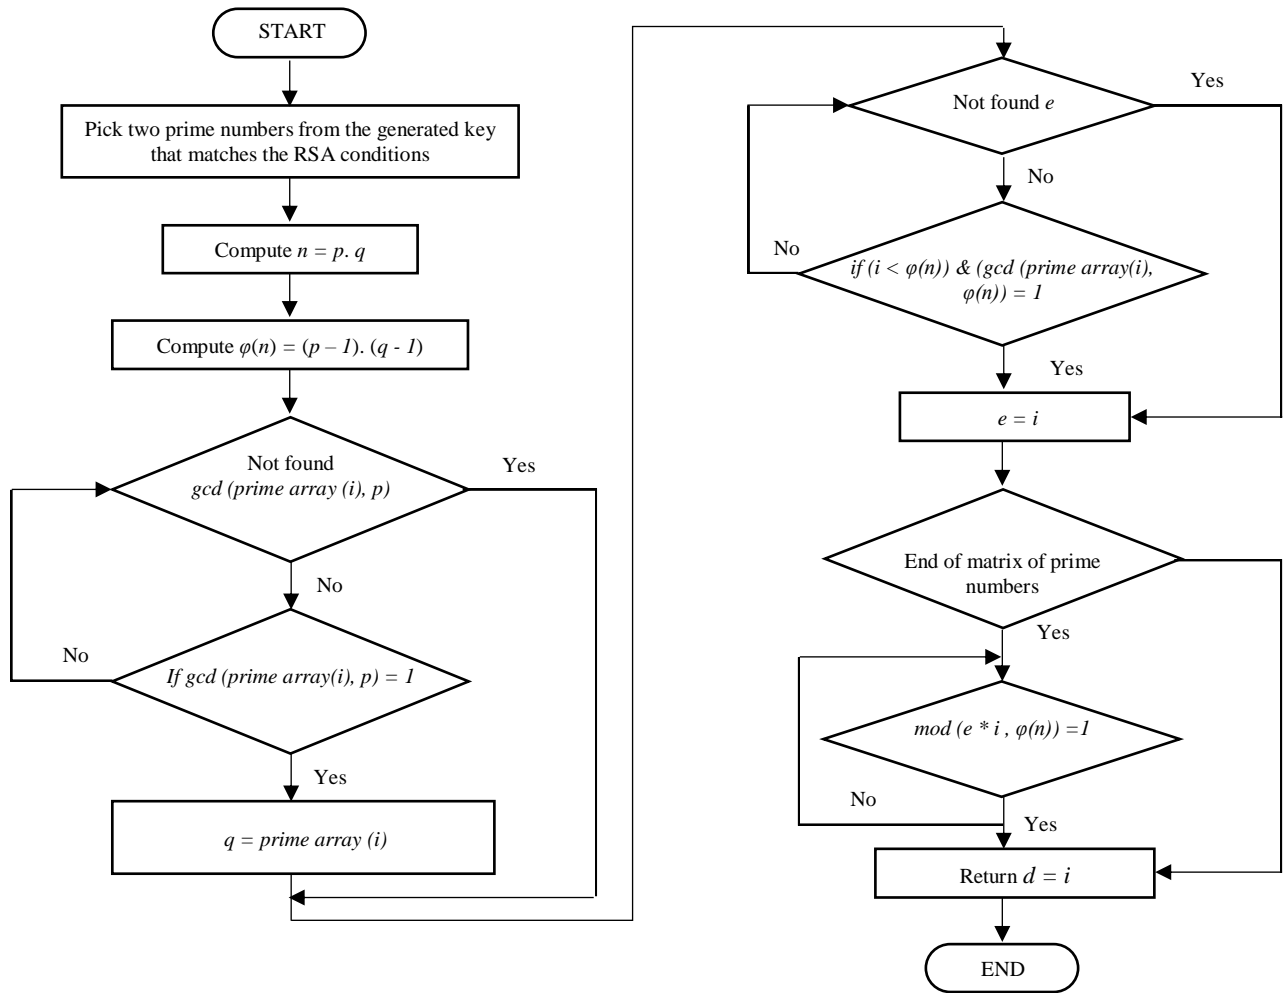 START
Pick two prime numbers from the generated key
that matches the RSA conditions
Compute n = p. q
Compute φ(n) = (p – 1). (q - 1)
Not found
gcd (prime array (i), p)
Yes
No
If gcd (prime array(i), p) = 1
No
Yes
q = prime array (i)
Not found e
Yes
No
if (i < φ(n)) & (gcd (prime array(i),
φ(n)) = 1
No
Yes
e = i
End of matrix of prime
numbers
Yes
mod (e * i , φ(n)) =1
No
Yes
Return d = i
END